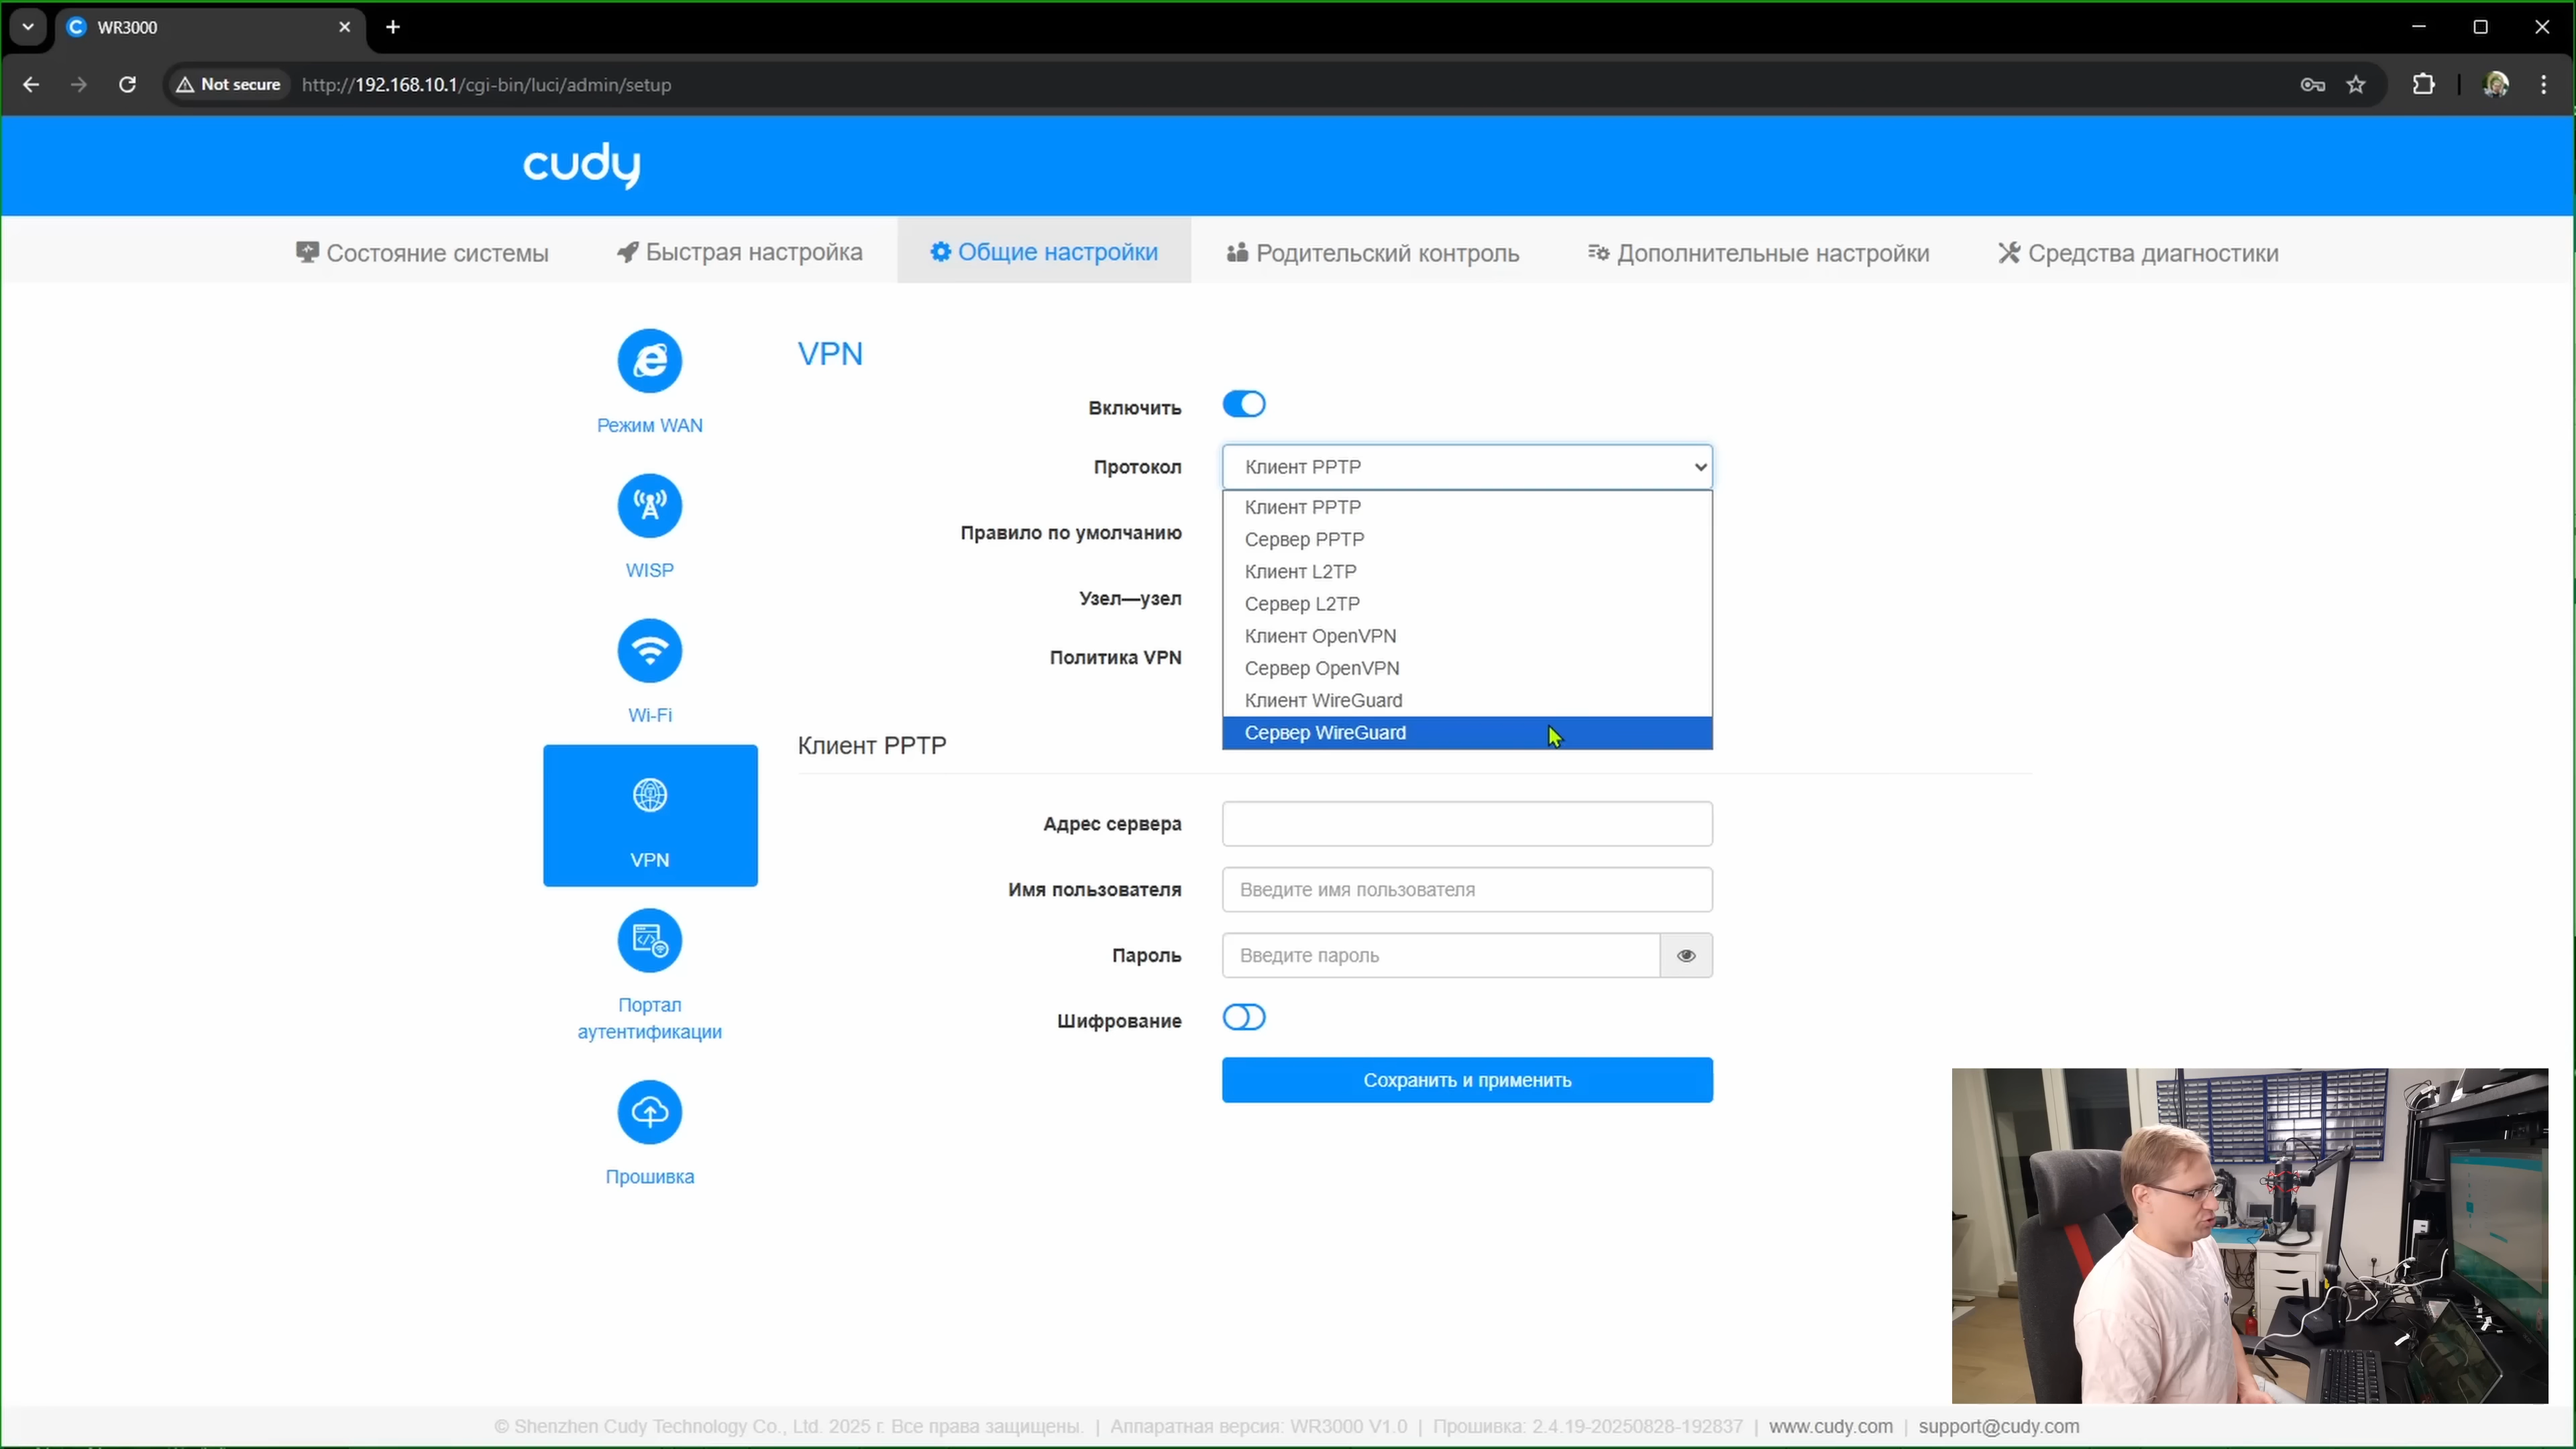 WR3000
Not secure
http://192.168.10.1/cgi-bin/luci/admin/setup
cudy
Состояние системы
Быстрая настройка
Общие настройки
Родительский контроль
Дополнительные настройки
Средства диагностики
Режим WAN
WISP
Wi-Fi
VPN
Портал
аутентификации
Прошивка
VPN
Включить
Протокол
Клиент PPTP
Клиент PPTP
Сервер PPTP
Клиент L2TP
Сервер L2TP
Клиент OpenVPN
Сервер OpenVPN
Клиент WireGuard
Сервер WireGuard
Правило по умолчанию
Узел—узел
Политика VPN
Клиент PPTP
Адрес сервера
Имя пользователя
Введите имя пользователя
Пароль
Введите пароль
Шифрование
Сохранить и применить
© Shenzhen Cudy Technology Co., Ltd. 2025 г. Все права защищены. | Аппаратная версия: WR3000 V1.0 | Прошивка: 2.4.19-20250828-192837 | www.cudy.com | support@cudy.com